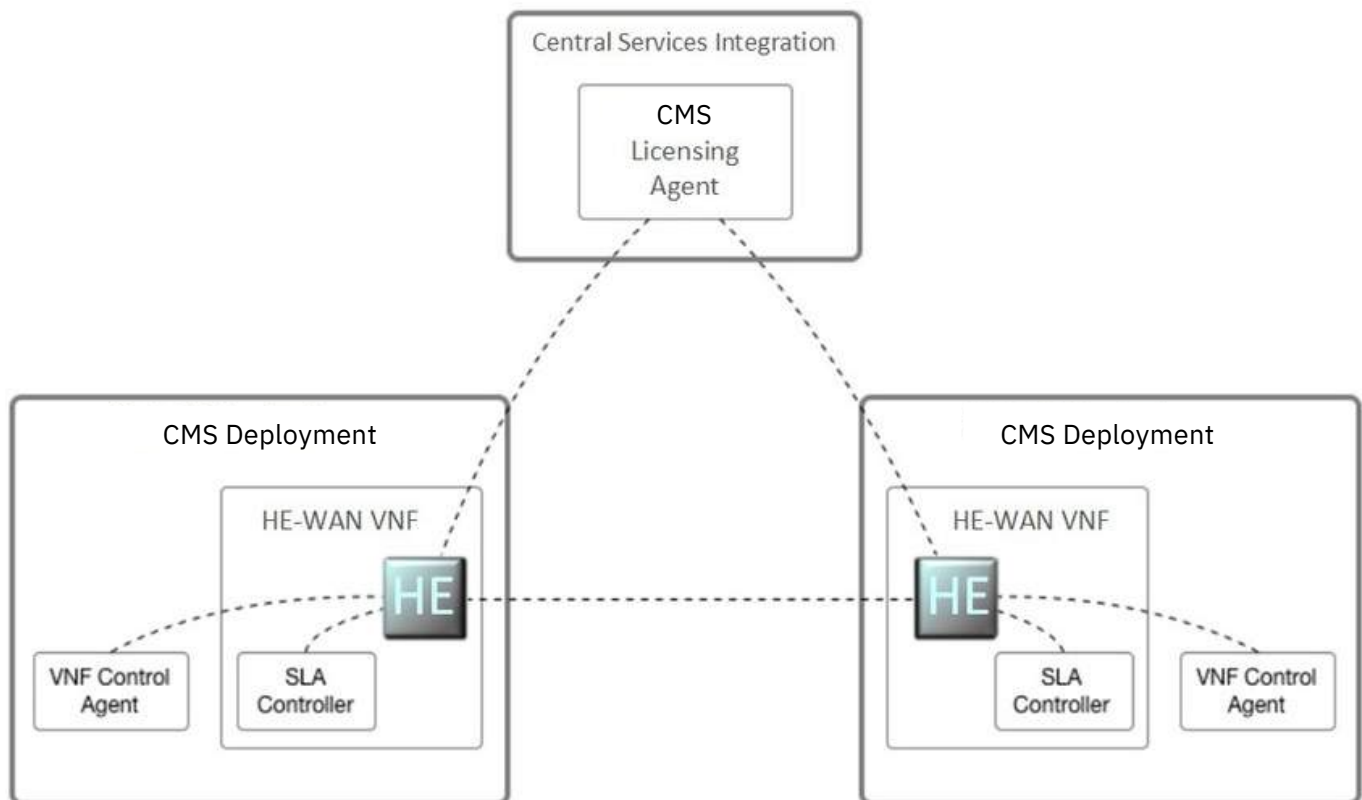 Central Services Integration
CMS
Licensing
Agent
CMS Deployment
HE-WAN VNF
HE
VNF Control
Agent
SLA
Controller
CMS Deployment
HE-WAN VNF
HE
SLA
Controller
VNF Control
Agent